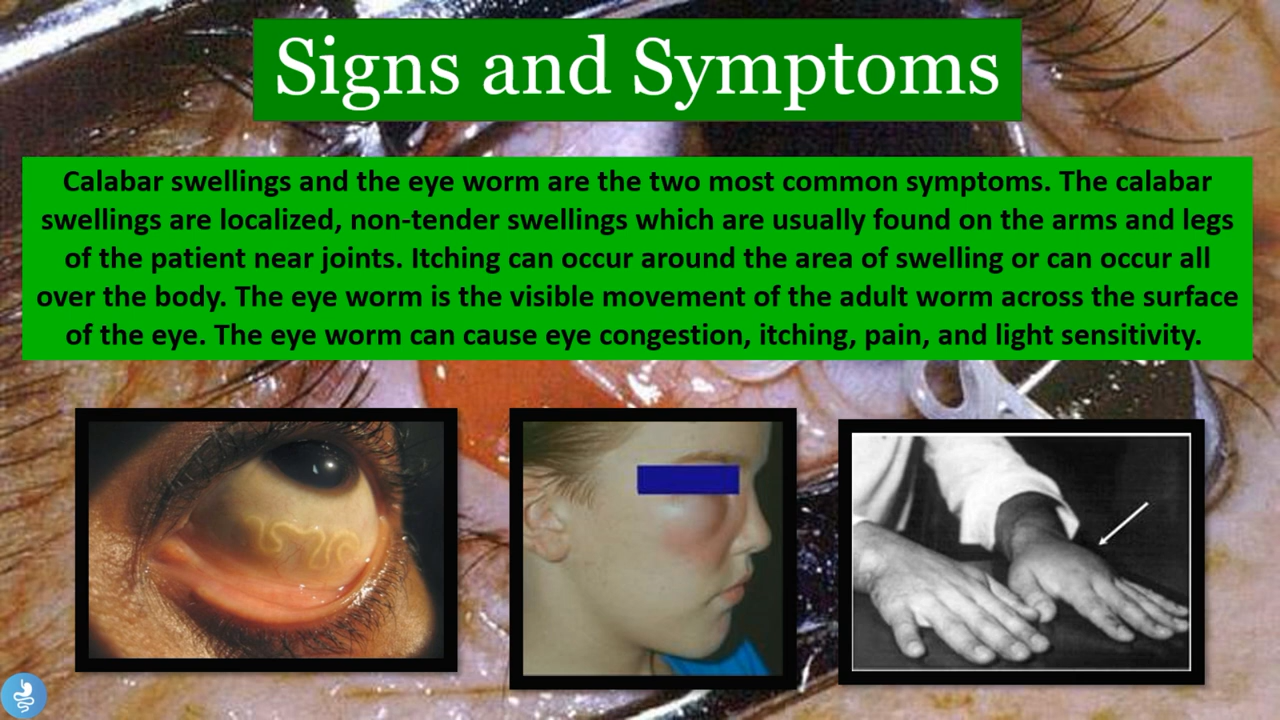 Signs and Symptoms
Calabar swellings and the eye worm are the two most common symptoms. The calabar
swellings are localized, non-tender swellings which are usually found on the arms and legs
of the patient near joints. Itching can occur around the area of swelling or can occur all
over the body. The eye worm is the visible movement of the adult worm across the surface
of the eye. The eye worm can cause eye congestion, itching, pain, and light sensitivity.